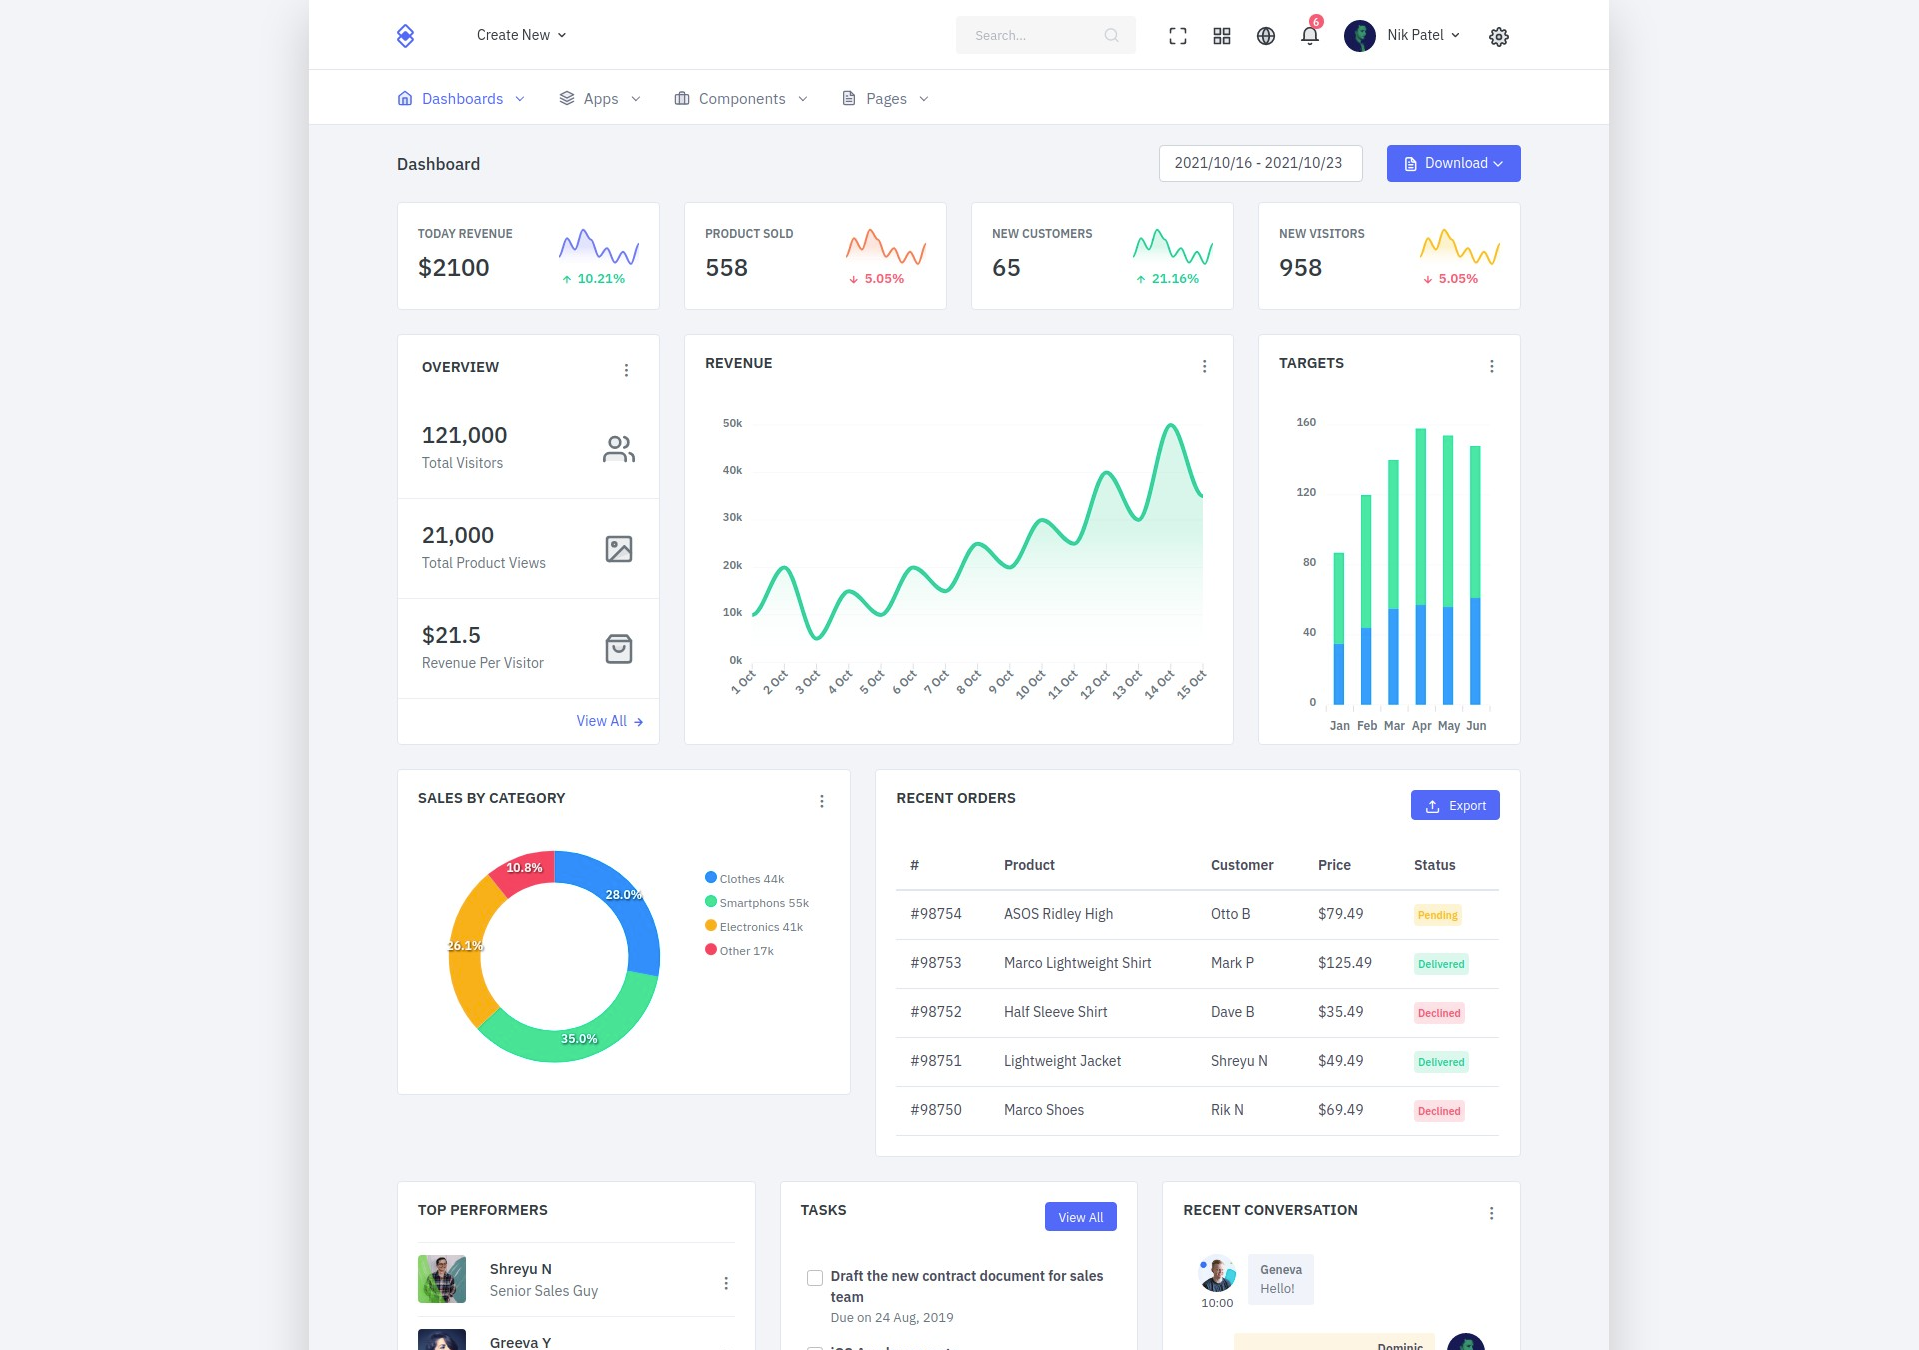 Create New
Search...
6
Nik Patel
Dashboards
Apps
Components
Pages
Dashboard
2021/10/16 - 2021/10/23
Download
TODAY REVENUE
$2100
10.21%
PRODUCT SOLD
558
5.05%
NEW CUSTOMERS
65
21.16%
NEW VISITORS
958
5.05%
OVERVIEW
121,000
Total Visitors
21,000
Total Product Views
$21.5
Revenue Per Visitor
View All
REVENUE
50k
40k
30k
20k
10k
0k
1 Oct
2 Oct
3 Oct
4 Oct
5 Oct
6 Oct
7 Oct
8 Oct
9 Oct
10 Oct
11 Oct
12 Oct
13 Oct
14 Oct
15 Oct
TARGETS
160
120
80
40
0
Jan Feb Mar Apr May Jun
SALES BY CATEGORY
10.8%
28.0%
26.1%
35.0%
Clothes 44k
Smartphons 55k
Electronics 41k
Other 17k
RECENT ORDERS
Export
# Product Customer Price Status
#98754 ASOS Ridley High Otto B $79.49 Pending
#98753 Marco Lightweight Shirt Mark P $125.49 Delivered
#98752 Half Sleeve Shirt Dave B $35.49 Declined
#98751 Lightweight Jacket Shreyu N $49.49 Delivered
#98750 Marco Shoes Rik N $69.49 Declined
TOP PERFORMERS
Shreyu N
Senior Sales Guy
Greeva Y
TASKS
View All
Draft the new contract document for sales
team
Due on 24 Aug, 2019
RECENT CONVERSATION
Geneva
Hello!
10:00
Dominic